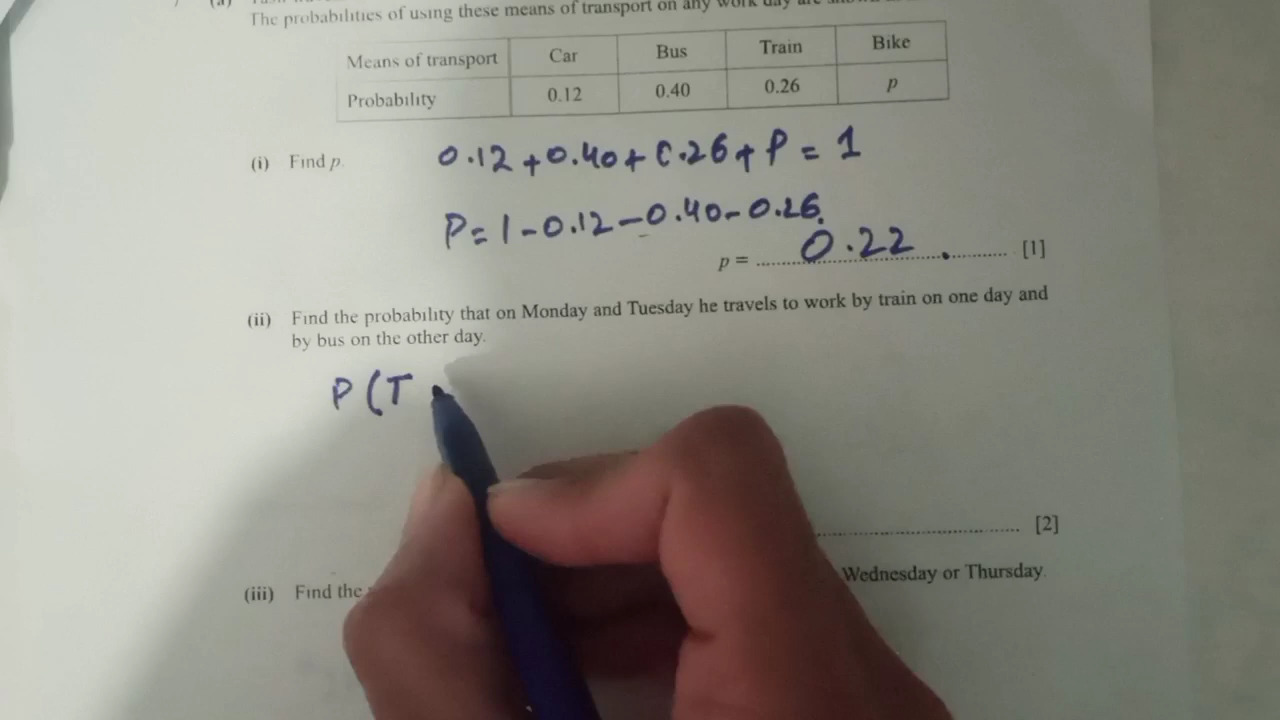 (a)
The probabilities of using these means of transport on any work day are shown
Means of transport Car Bus Train Bike
Probability 0.12 0.40 0.26 p
(i) Find p.
0.12 + 0.40 + 0.26 + P = 1
P = 1 - 0.12 - 0.40 - 0.26
p = 0.22 [1]
(ii) Find the probability that on Monday and Tuesday he travels to work by train on one day and
by bus on the other day.
P (T
[2]
(iii) Find the Wednesday or Thursday.